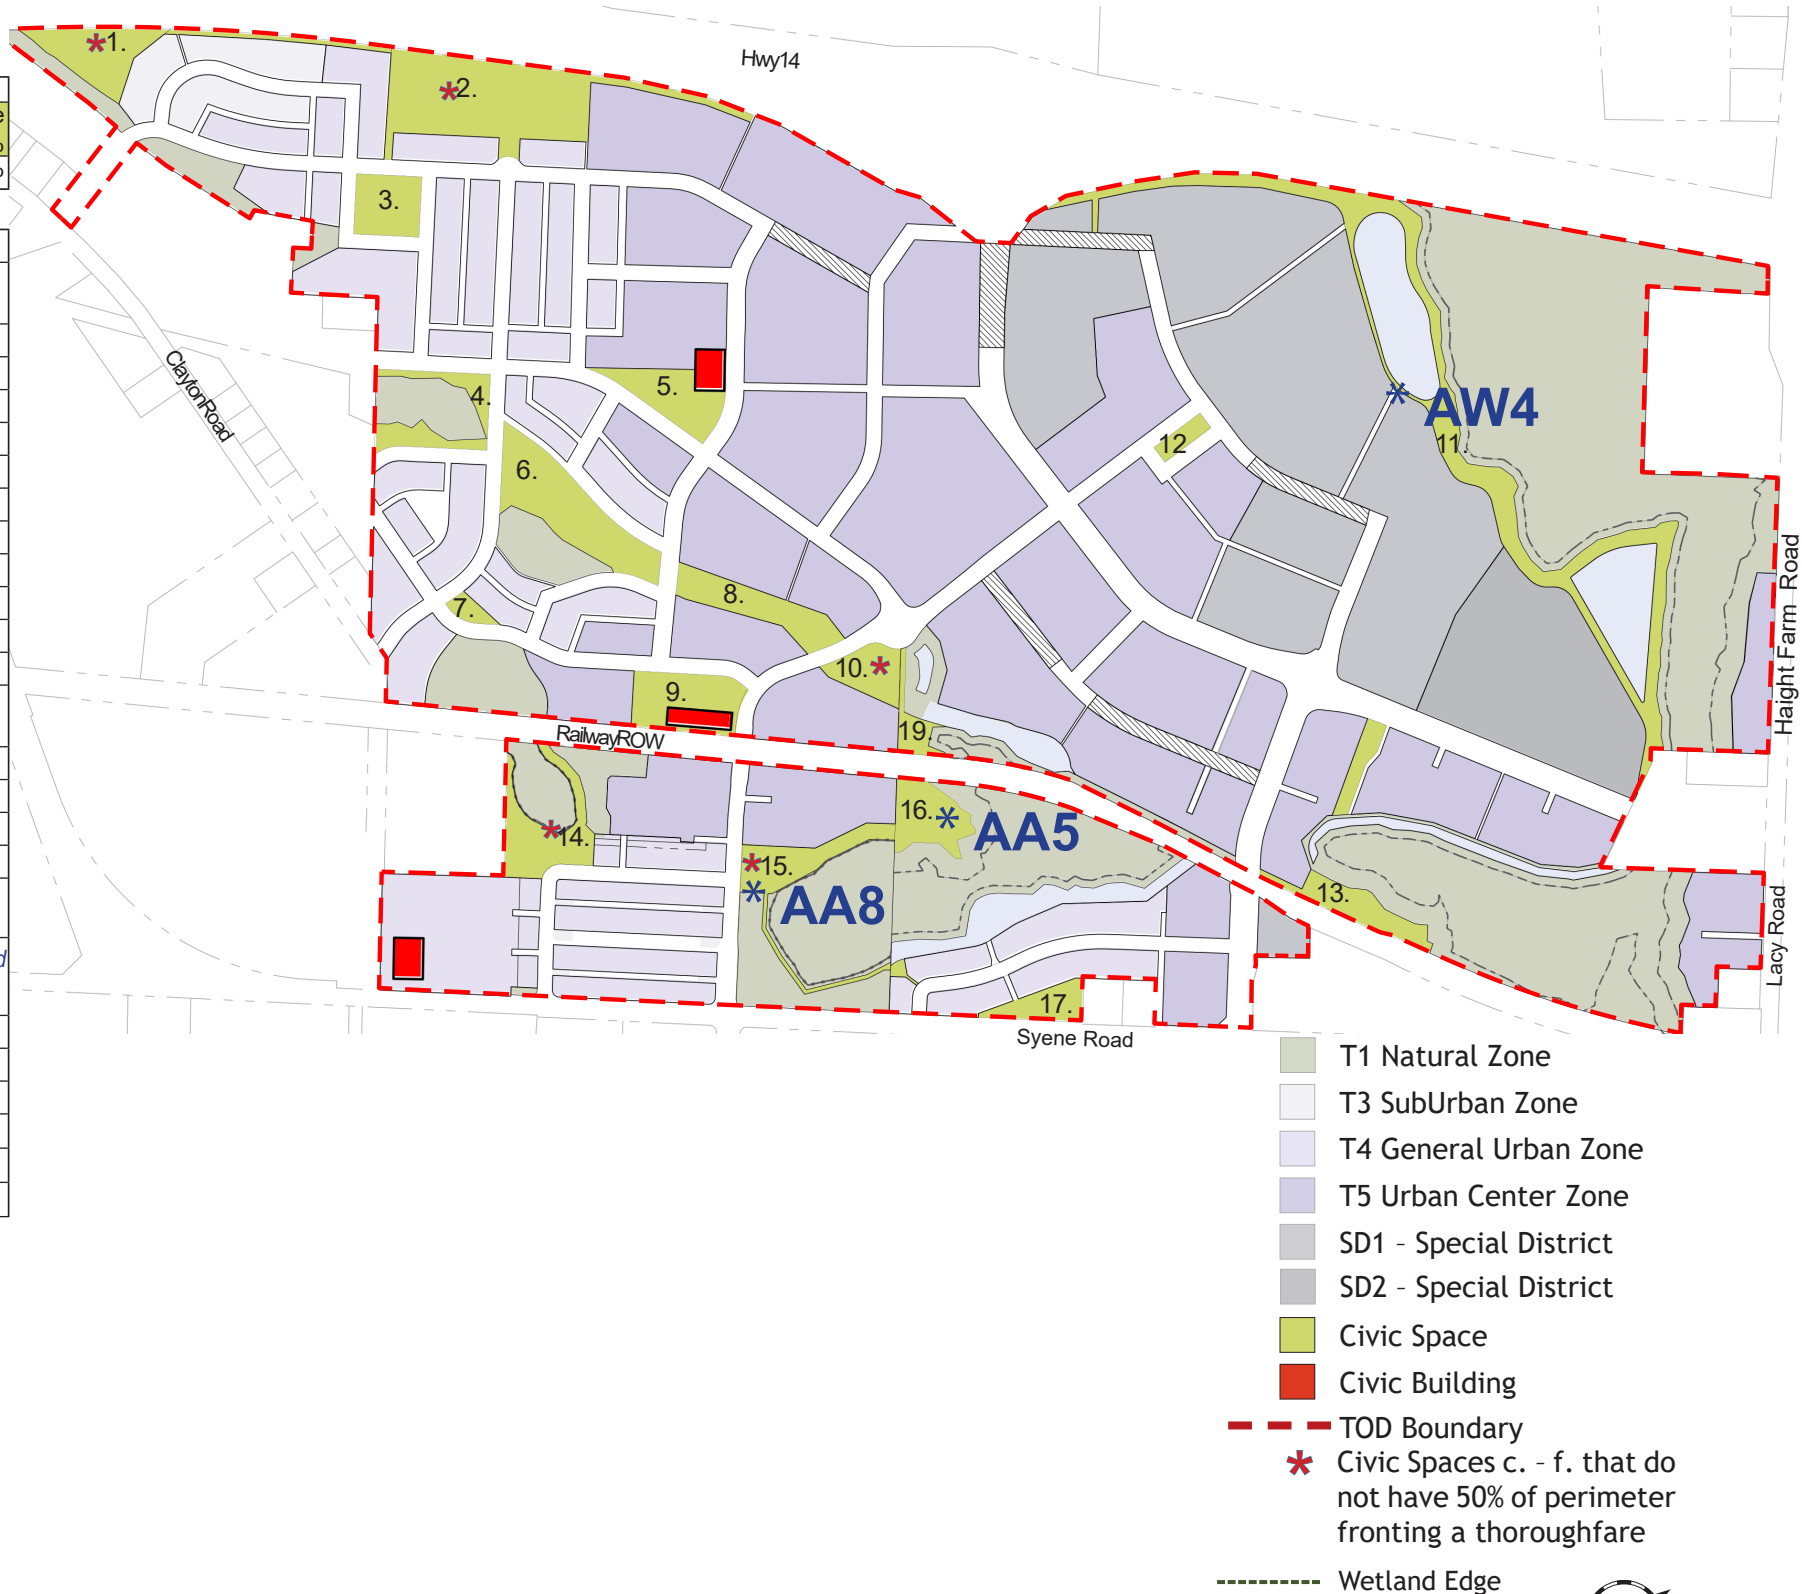 Hwy14
1.
2.
3.
4.
5.
6.
7.
8.
9.
10.
11.
12
13.
14.
15.
16.
17.
19.
AW4
AA5
AA8
ClaytonRoad
RailwayROW
Haight Farm Road
Lacy Road
Syene Road
T1 Natural Zone
T3 SubUrban Zone
T4 General Urban Zone
T5 Urban Center Zone
SD1 - Special District
SD2 - Special District
Civic Space
Civic Building
TOD Boundary
Civic Spaces c. - f. that do
not have 50% of perimeter
fronting a thoroughfare
Wetland Edge